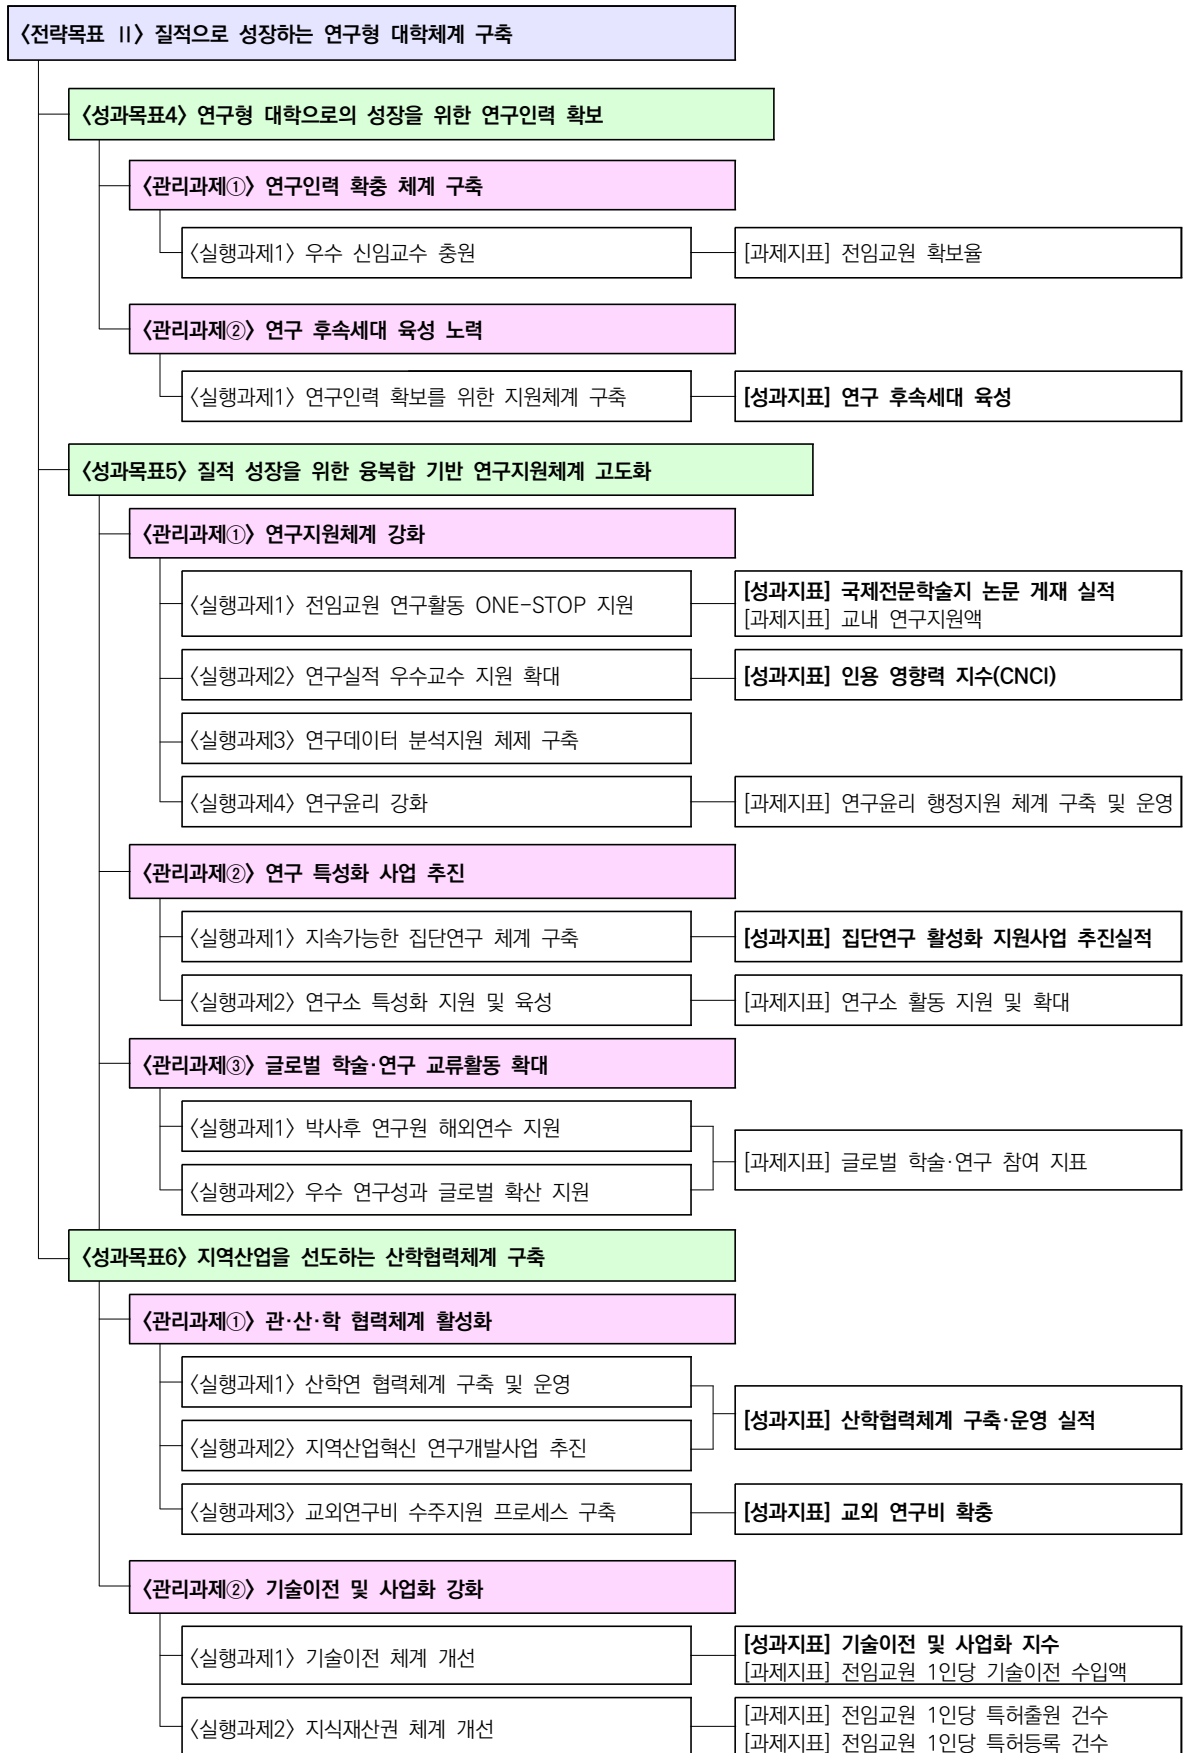 〈전략목표 Ⅱ〉 질적으로 성장하는 연구형 대학체계 구축
〈성과목표4〉 연구형 대학으로의 성장을 위한 연구인력 확보
〈관리과제①〉 연구인력 확충 체계 구축
〈실행과제1〉 우수 신임교수 충원
[과제지표] 전임교원 확보율
〈관리과제②〉 연구 후속세대 육성 노력
〈실행과제1〉 연구인력 확보를 위한 지원체계 구축
[성과지표] 연구 후속세대 육성
〈성과목표5〉 질적 성장을 위한 융복합 기반 연구지원체계 고도화
〈관리과제①〉 연구지원체계 강화
〈실행과제1〉 전임교원 연구활동 ONE-STOP 지원
[성과지표] 국제전문학술지 논문 게재 실적
[과제지표] 교내 연구지원액
〈실행과제2〉 연구실적 우수교수 지원 확대
[성과지표] 인용 영향력 지수(CNCI)
〈실행과제3〉 연구데이터 분석지원 체제 구축
〈실행과제4〉 연구윤리 강화
[과제지표] 연구윤리 행정지원 체계 구축 및 운영
〈관리과제②〉 연구 특성화 사업 추진
〈실행과제1〉 지속가능한 집단연구 체계 구축
[성과지표] 집단연구 활성화 지원사업 추진실적
〈실행과제2〉 연구소 특성화 지원 및 육성
[과제지표] 연구소 활동 지원 및 확대
〈관리과제③〉 글로벌 학술·연구 교류활동 확대
〈실행과제1〉 박사후 연구원 해외연수 지원
〈실행과제2〉 우수 연구성과 글로벌 확산 지원
[과제지표] 글로벌 학술·연구 참여 지표
〈성과목표6〉 지역산업을 선도하는 산학협력체계 구축
〈관리과제①〉 관·산·학 협력체계 활성화
〈실행과제1〉 산학연 협력체계 구축 및 운영
〈실행과제2〉 지역산업혁신 연구개발사업 추진
[성과지표] 산학협력체계 구축·운영 실적
〈실행과제3〉 교외연구비 수주지원 프로세스 구축
[성과지표] 교외 연구비 확충
〈관리과제②〉 기술이전 및 사업화 강화
〈실행과제1〉 기술이전 체계 개선
[성과지표] 기술이전 및 사업화 지수
[과제지표] 전임교원 1인당 기술이전 수입액
〈실행과제2〉 지식재산권 체계 개선
[과제지표] 전임교원 1인당 특허출원 건수
[과제지표] 전임교원 1인당 특허등록 건수